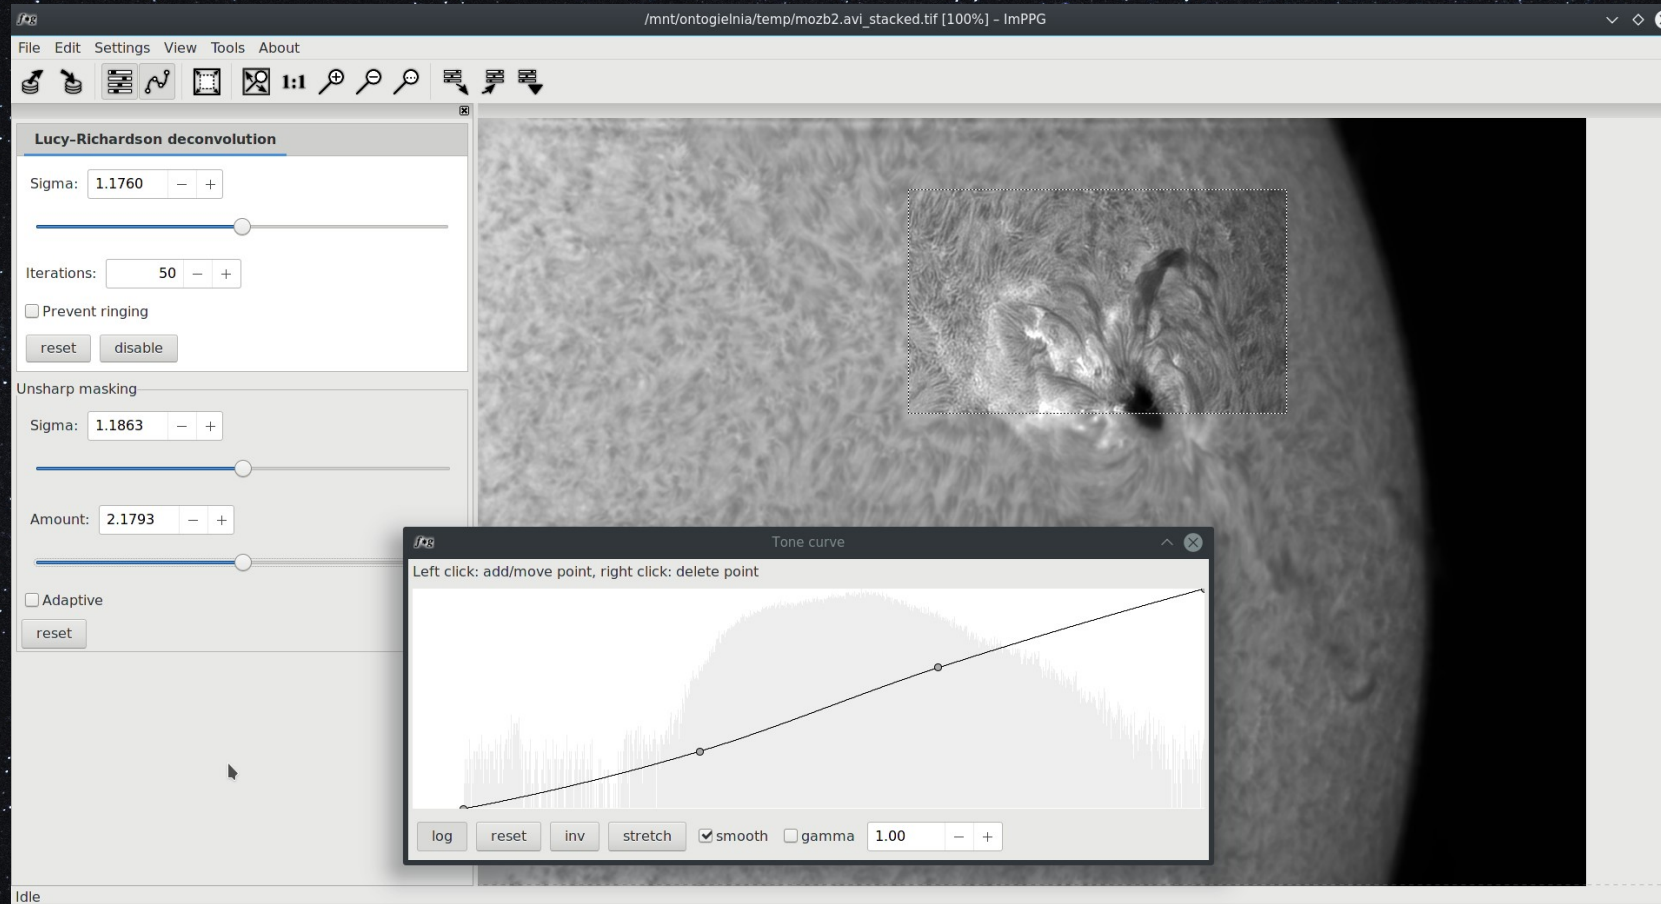 /mnt/ontogielnia/temp/mozb2.avi_stacked.tif [100%] – ImPPG
File Edit Settings View Tools About
1:1
Lucy–Richardson deconvolution
Sigma: 1.1760 − +
Iterations: 50 − +
Prevent ringing
reset disable
Unsharp masking
Sigma: 1.1863 − +
Amount: 2.1793 − +
Adaptive
reset
Tone curve
Left click: add/move point, right click: delete point
log reset inv stretch smooth gamma 1.00 − +
Idle